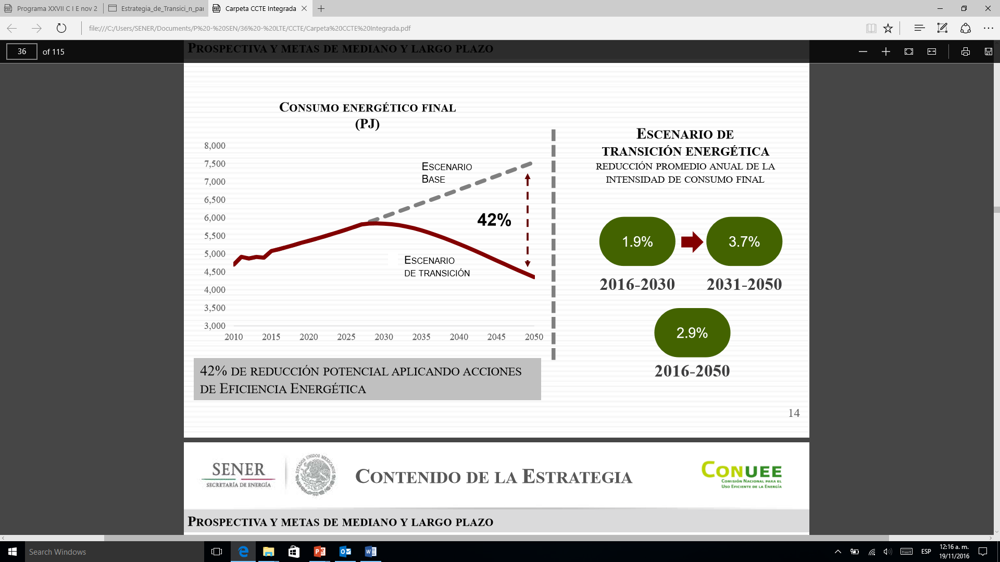 Programa XXVII C I E nov 2
Estrategia_de_Transici_n_par
Carpeta CCTE Integrada
file:///C:/Users/SENER/Documents/P%20-%20SEN/36%20-%20LTE/CCTE/Carpeta%20CCTE%20Integrada.pdf
36 of 115
PROSPECTIVA Y METAS DE MEDIANO Y LARGO PLAZO
CONSUMO ENERGÉTICO FINAL
(PJ)
8,000
7,500
7,000
6,500
6,000
5,500
5,000
4,500
4,000
3,500
3,000
2010 2015 2020 2025 2030 2035 2040 2045 2050
ESCENARIO
BASE
42%
ESCENARIO
DE TRANSICIÓN
42% DE REDUCCIÓN POTENCIAL APLICANDO ACCIONES
DE EFICIENCIA ENERGÉTICA
ESCENARIO DE
TRANSICIÓN ENERGÉTICA
REDUCCIÓN PROMEDIO ANUAL DE LA
INTENSIDAD DE CONSUMO FINAL
1.9% 3.7%
2016-2030 2031-2050
2.9%
2016-2050
14
SENER
SECRETARÍA DE ENERGÍA
ESTADOS UNIDOS MEXICANOS
CONTENIDO DE LA ESTRATEGIA
CONUEE
COMISIÓN NACIONAL PARA EL
USO EFICIENTE DE LA ENERGÍA
PROSPECTIVA Y METAS DE MEDIANO Y LARGO PLAZO
Search Windows
ESP
12:16 a. m.
19/11/2016